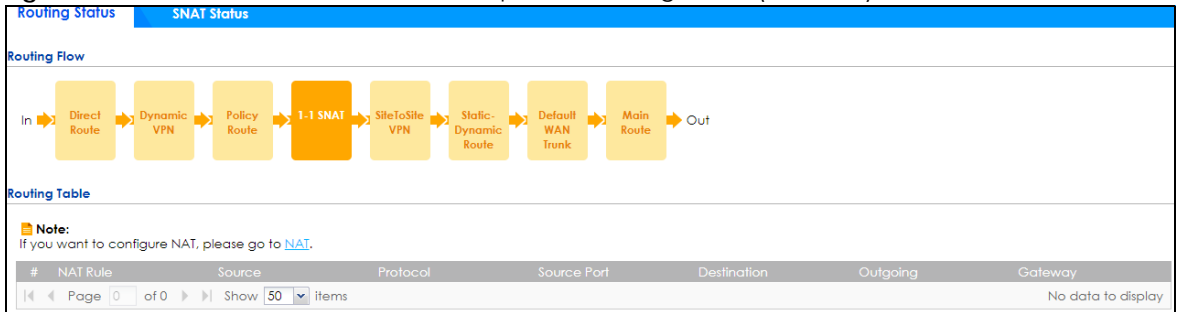 Routing Status SNAT Status
Routing Flow
In Direct Route Dynamic VPN Policy Route 1-1 SNAT SiteToSite VPN Static-Dynamic Route Default WAN Trunk Main Route Out
Routing Table
Note:
If you want to configure NAT, please go to NAT.
# NAT Rule Source Protocol Source Port Destination Outgoing Gateway
Page 0 of 0 Show 50 items No data to display